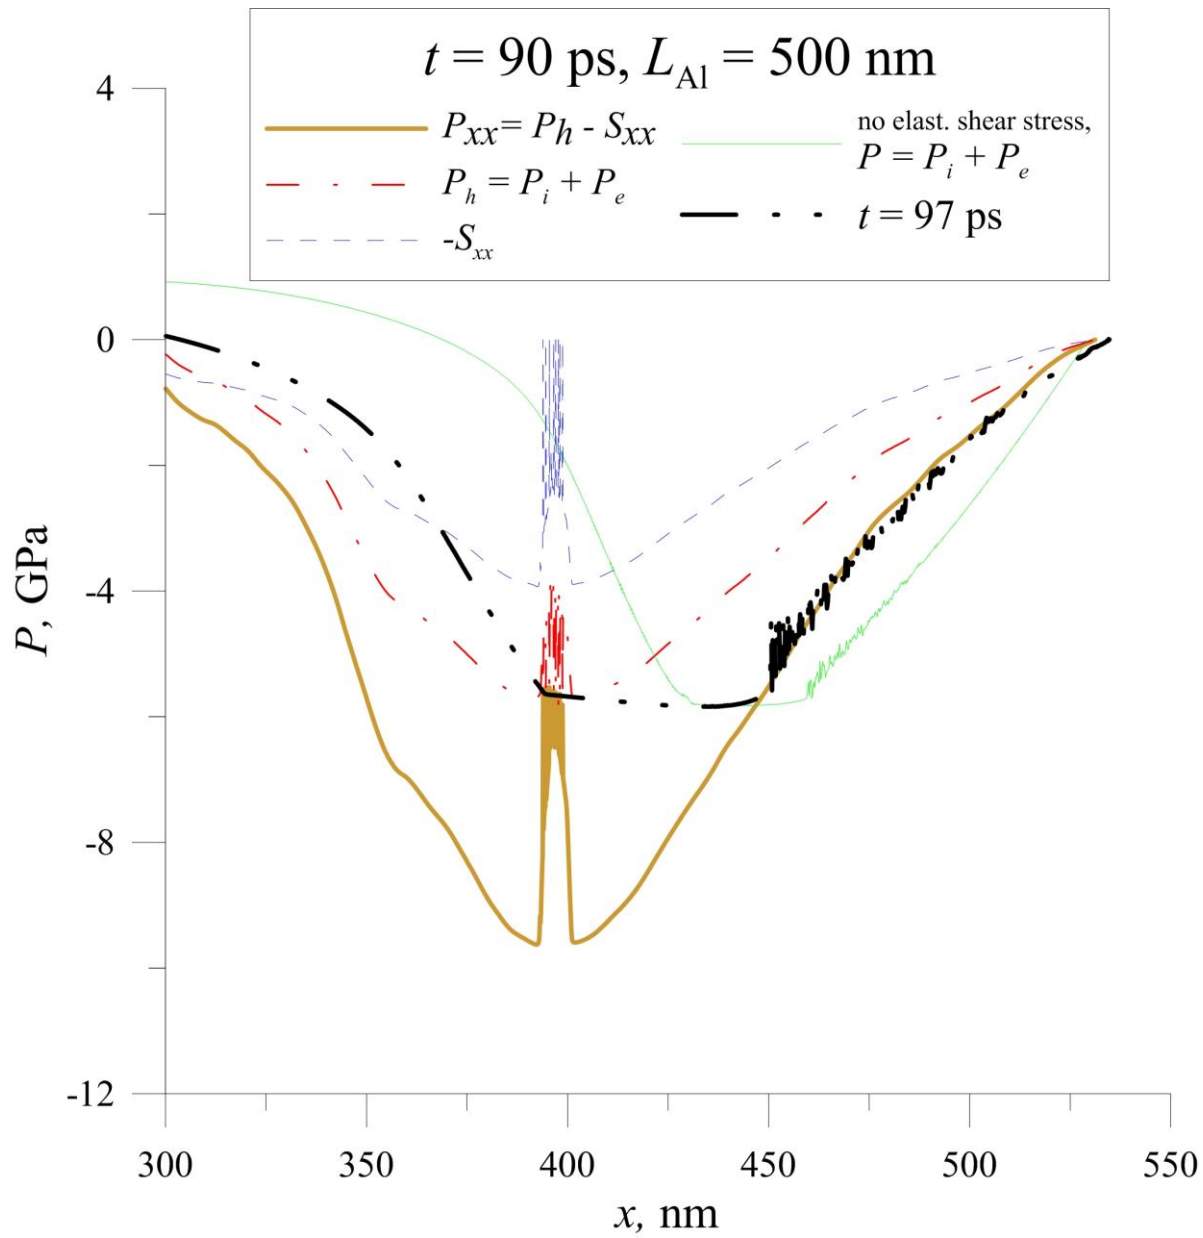 t = 90 ps, L_Al = 500 nm
P_xx = P_h - S_xx
P_h = P_i + P_e
-S_xx
no elast. shear stress,
P = P_i + P_e
t = 97 ps
4
0
-4
-8
-12
P, GPa
300 350 400 450 500 550
x, nm